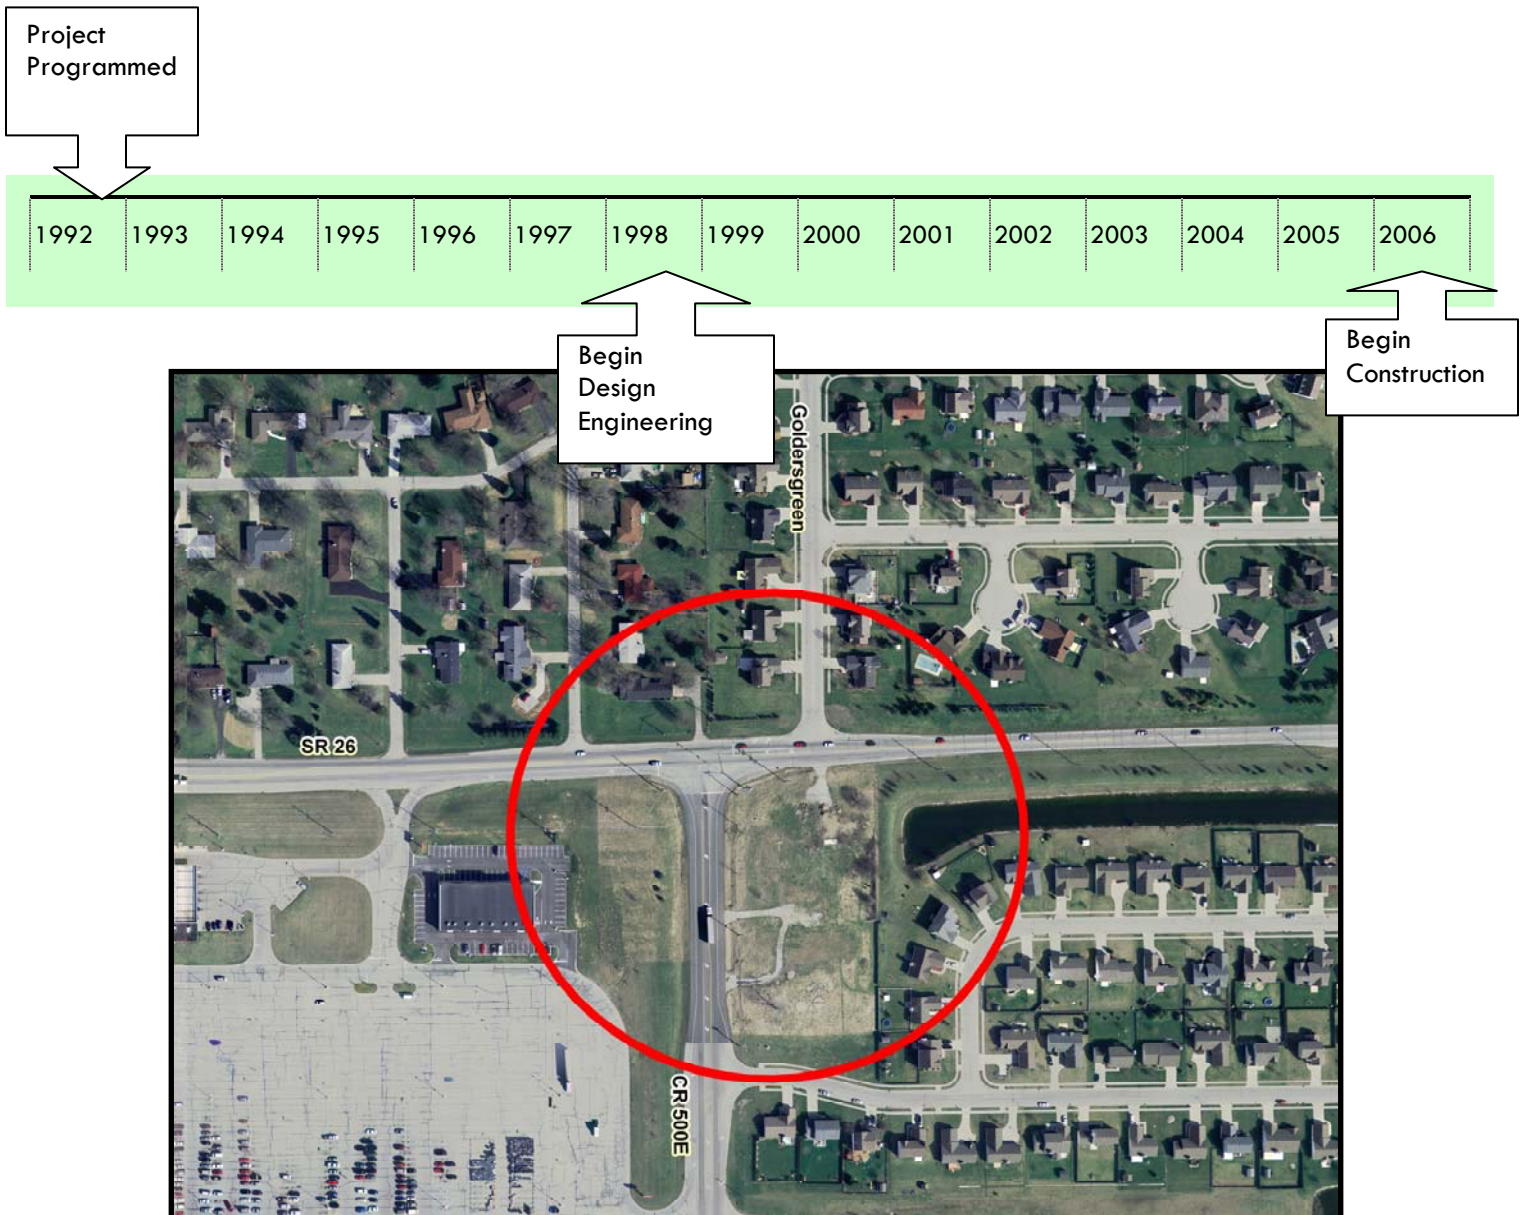 Project
Programmed
1992 1993 1994 1995 1996 1997 1998 1999 2000 2001 2002 2003 2004 2005 2006
Begin
Design
Engineering
Begin
Construction
Goldersgreen
SR 26
CR 500E